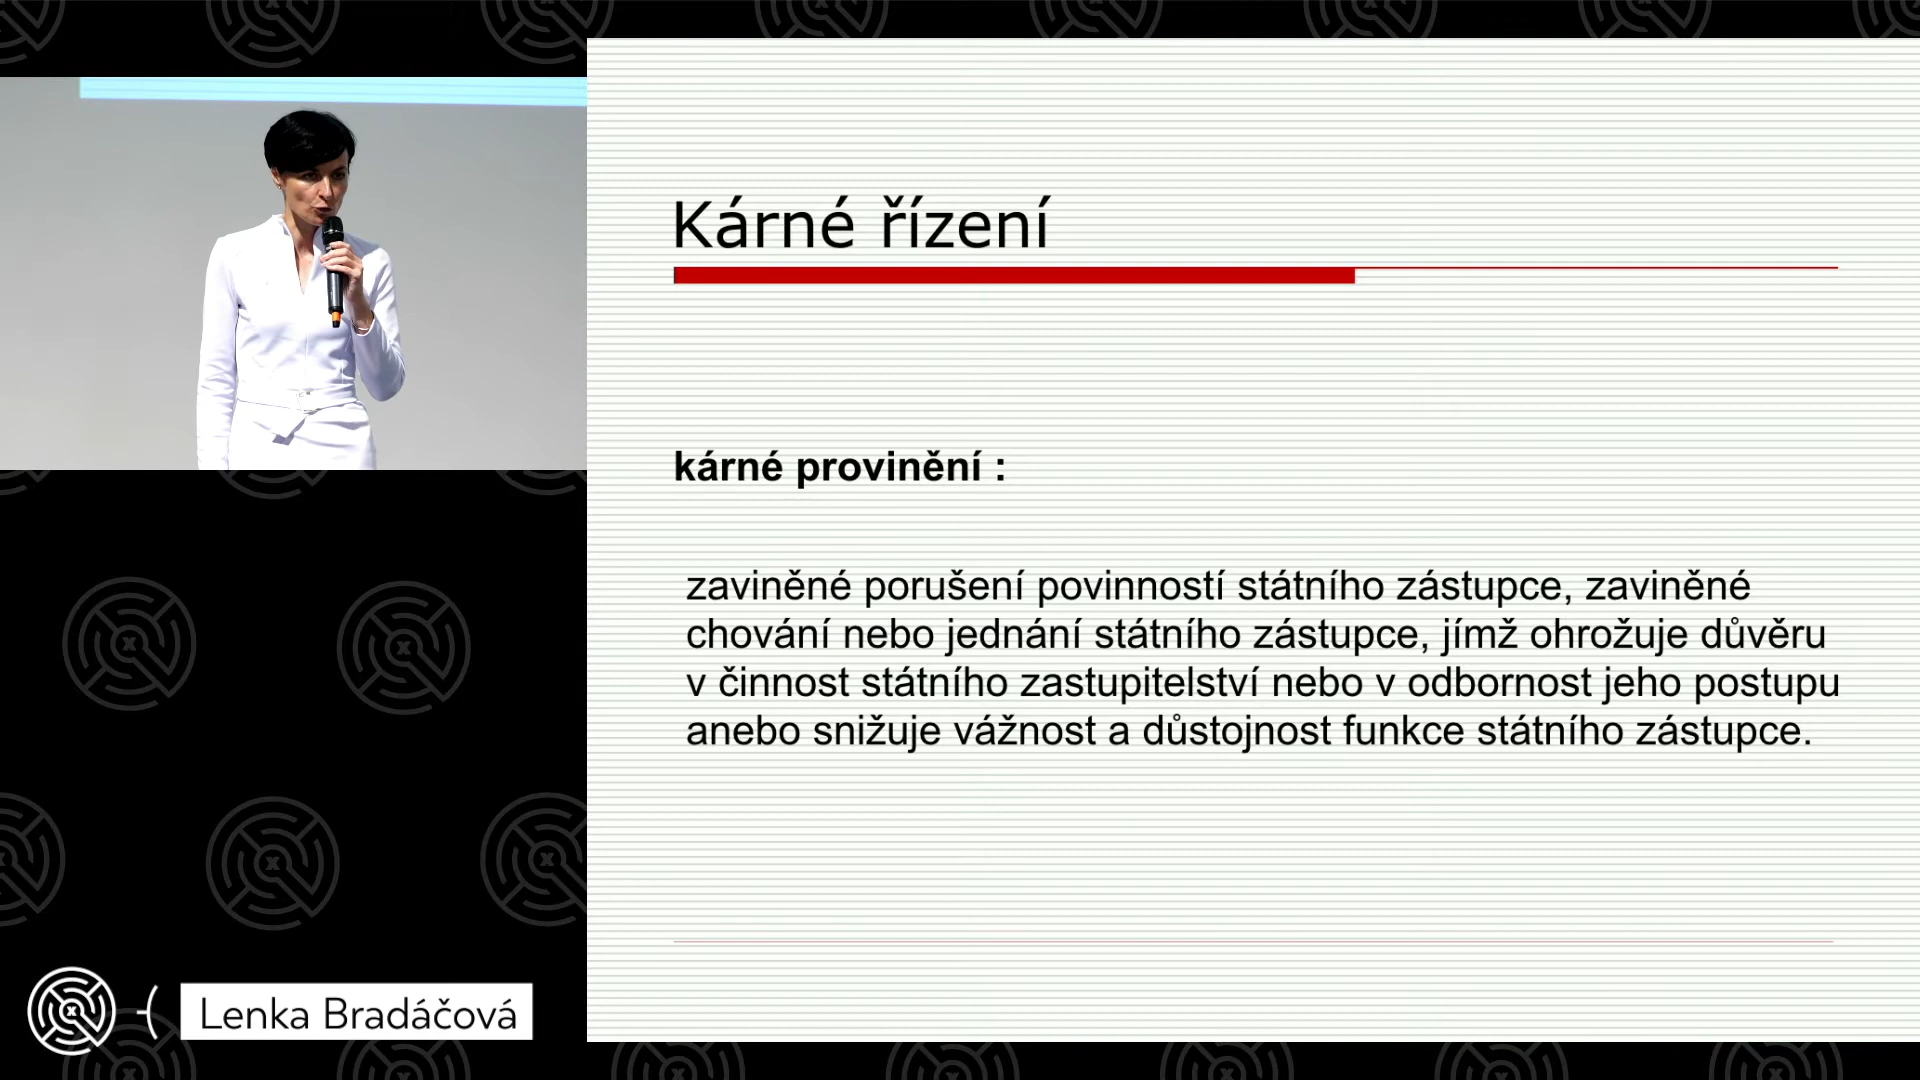 Kárné řízení
kárné provinění :
zaviněné porušení povinností státního zástupce, zaviněné
chování nebo jednání státního zástupce, jímž ohrožuje důvěru
v činnost státního zastupitelství nebo v odbornost jeho postupu
anebo snižuje vážnost a důstojnost funkce státního zástupce.
Lenka Bradáčová